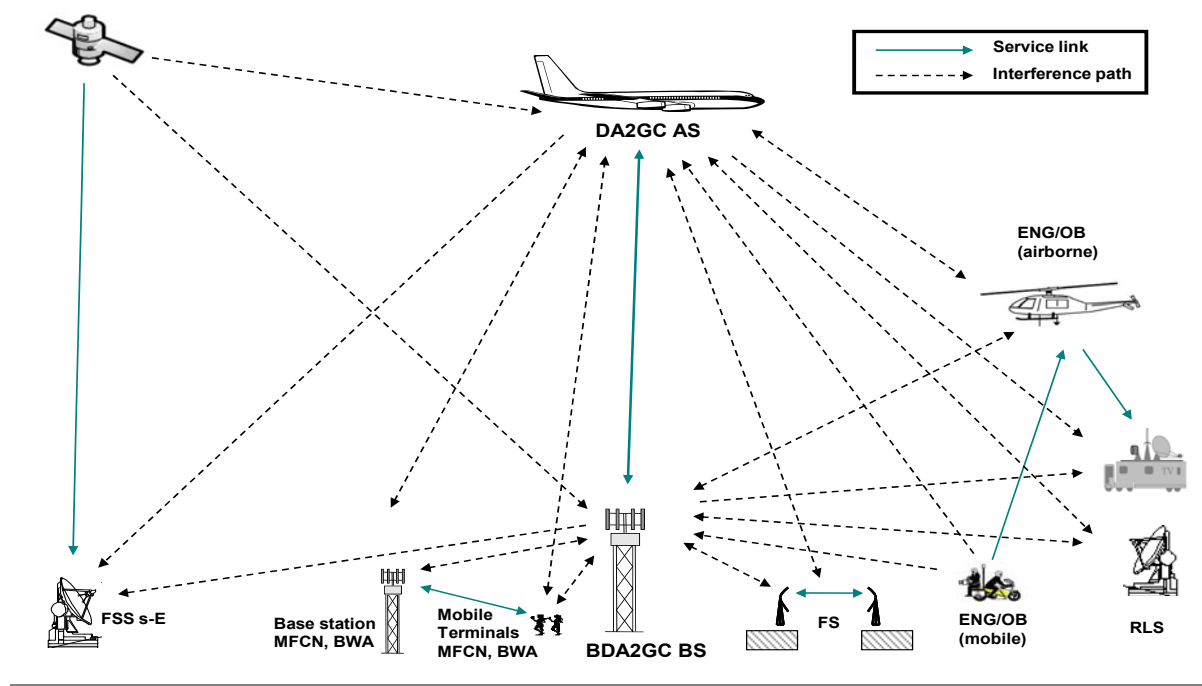 Service link
Interference path
DA2GC AS
ENG/OB
(airborne)
TV
FSS s-E
Base station
MFCN, BWA
Mobile
Terminals
MFCN, BWA
BDA2GC BS
FS
ENG/OB
(mobile)
RLS